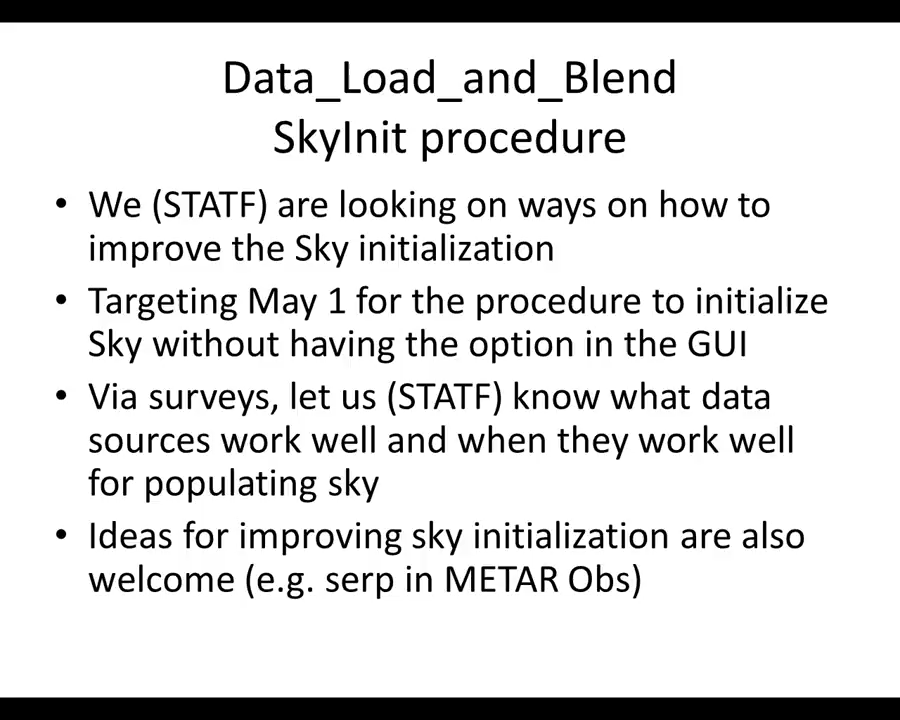 Data_Load_and_Blend
SkyInit procedure
• We (STATF) are looking on ways on how to
improve the Sky initialization
• Targeting May 1 for the procedure to initialize
Sky without having the option in the GUI
• Via surveys, let us (STATF) know what data
sources work well and when they work well
for populating sky
• Ideas for improving sky initialization are also
welcome (e.g. serp in METAR Obs)